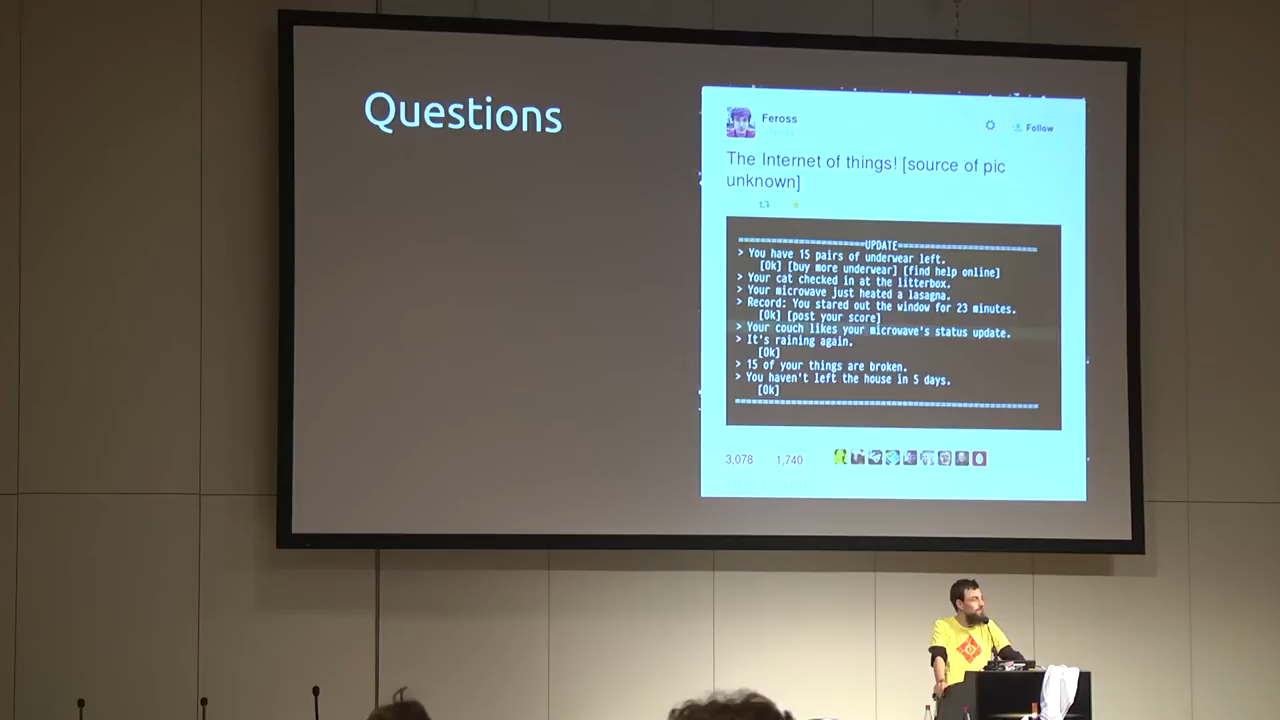 Questions
Feross
Follow
The Internet of things! [source of pic
unknown]
UPDATE
> You have 15 pairs of underwear left.
[Ok] [buy more underwear] [find help online]
> Your cat checked in at the litterbox.
> Your microwave just heated a lasagna.
> Record: You stared out the window for 23 minutes.
[Ok] [post your score]
> Your couch likes your microwave's status update.
> It's raining again.
[Ok]
> 15 of your things are broken.
> You haven't left the house in 5 days.
[Ok]
3,078 1,740